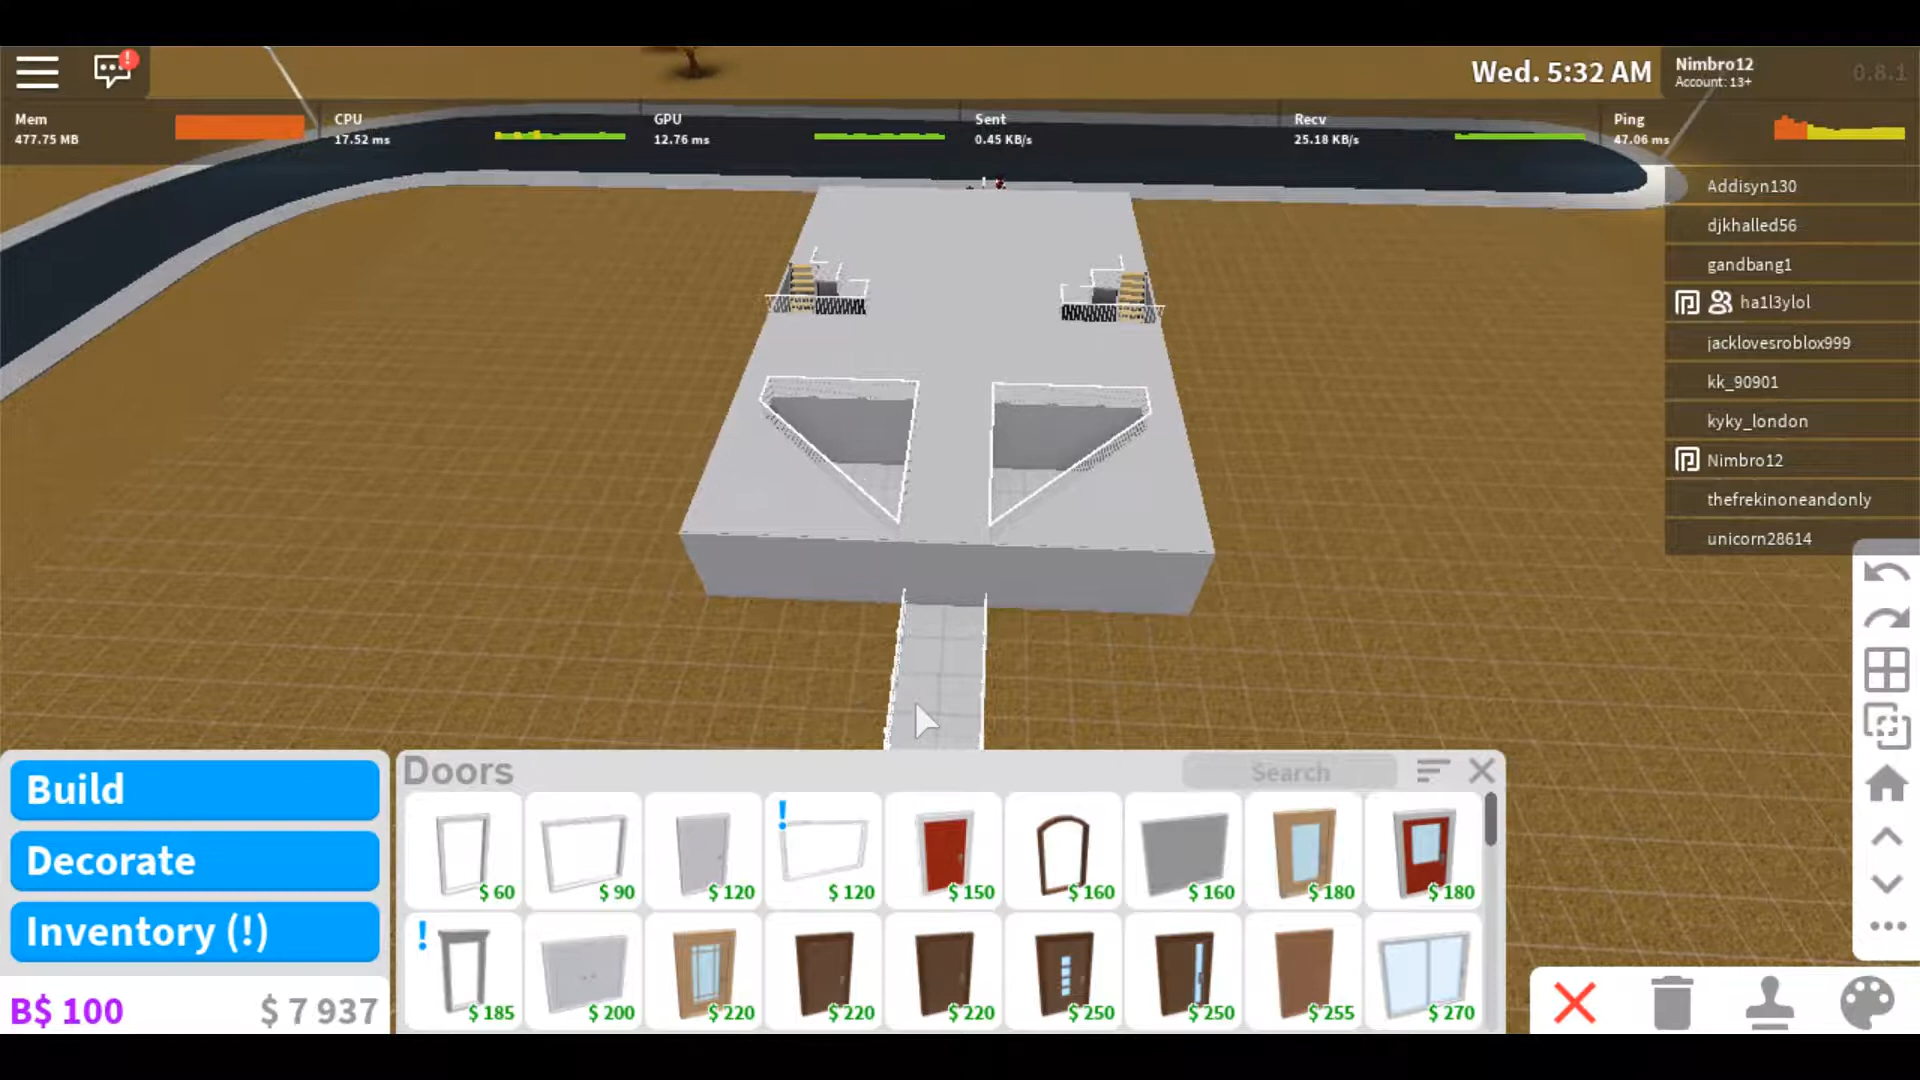 Wed. 5:32 AM
Nimbro12
Account: 13+
0.8.1
Mem
477.75 MB
CPU
17.52 ms
GPU
12.76 ms
Sent
0.45 KB/s
Recv
25.18 KB/s
Ping
47.06 ms
Addisyn130
djkhalled56
gandbang1
ha1l3ylol
jacklovesroblox999
kk_90901
kyky_london
Nimbro12
thefrekinoneandonly
unicorn28614
Build
Decorate
Inventory (!)
B$ 100
$ 7 937
Doors
Search
$ 60
$ 90
$ 120
! $ 120
$ 150
$ 160
$ 160
$ 180
$ 180
! $ 185
$ 200
$ 220
$ 220
$ 220
$ 250
$ 250
$ 255
$ 270